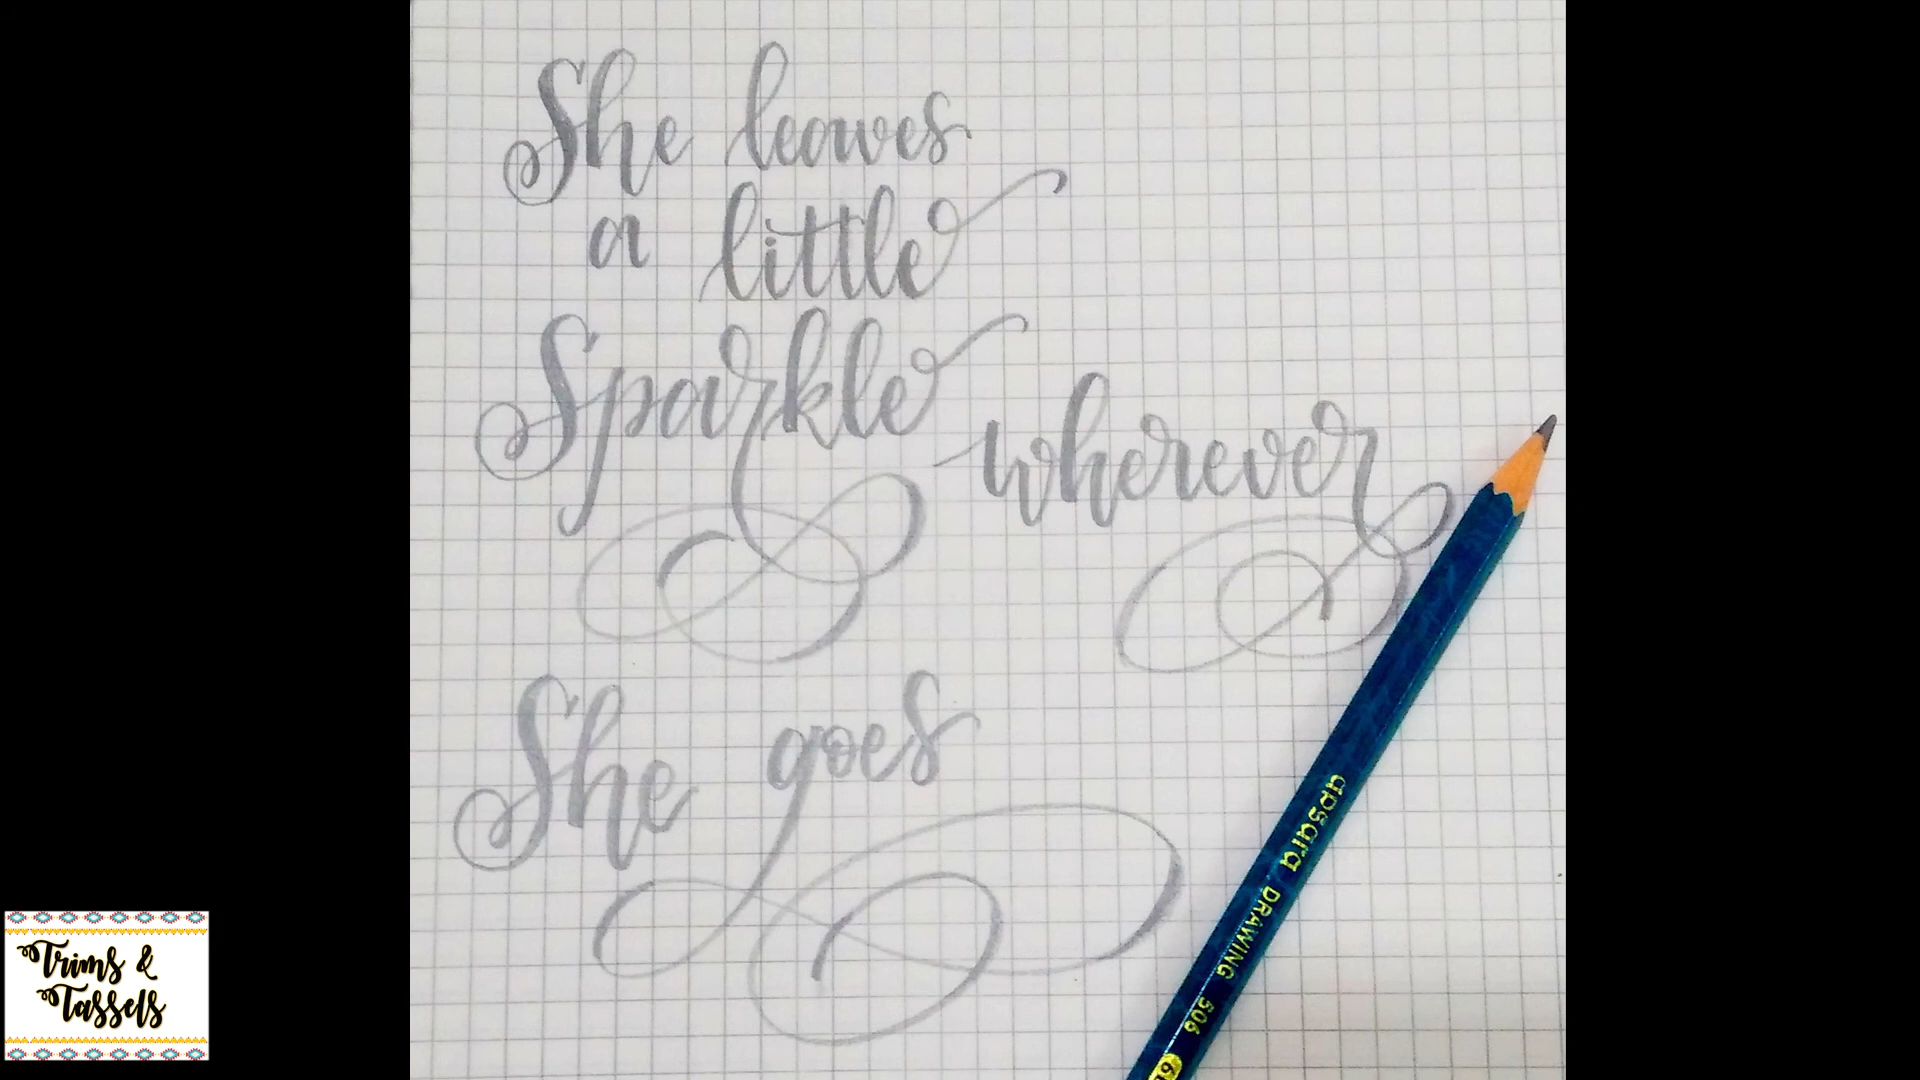 She leaves
a little
Sparkle
wherever
She goes
apsara DRAWING 506
Trims &
Tassels